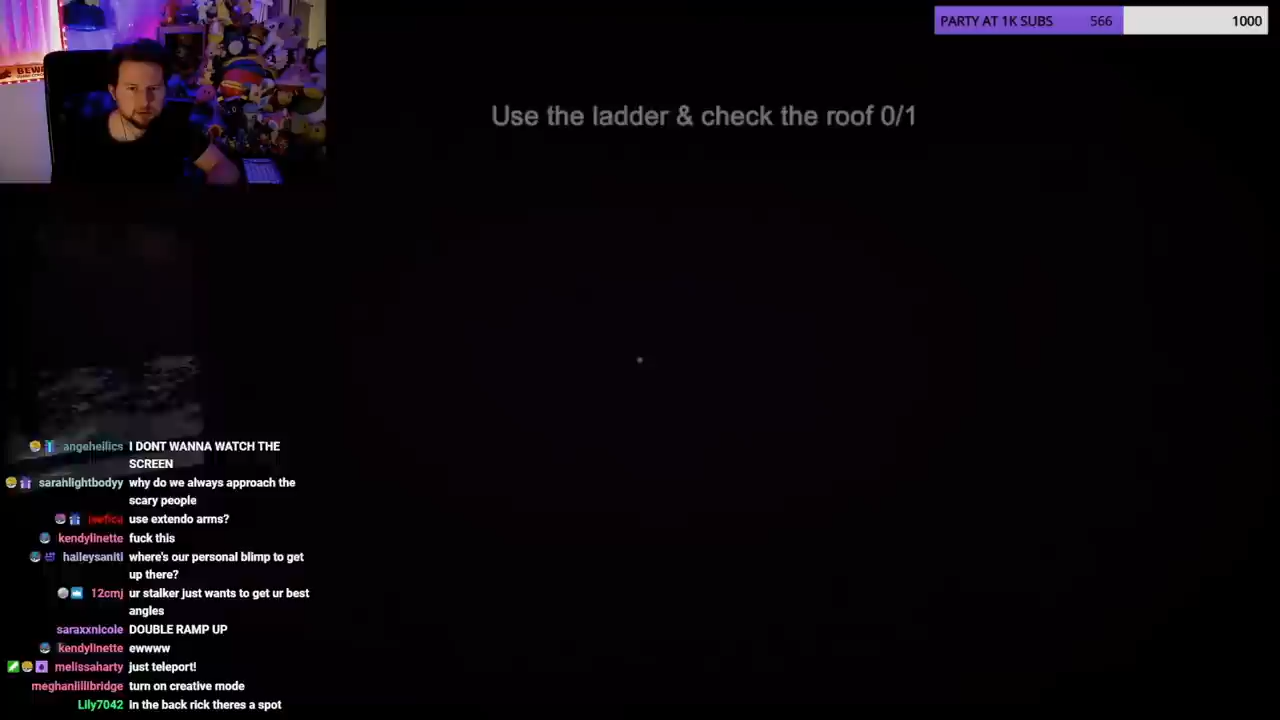 PARTY AT 1K SUBS 566 1000
Use the ladder & check the roof 0/1
angeheilics I DONT WANNA WATCH THE
SCREEN
sarahlightbodyy why do we always approach the
scary people
use extendo arms?
kendylinette fuck this
haileysaniti where's our personal blimp to get
up there?
12cmj ur stalker just wants to get ur best
angles
saraxxnicole DOUBLE RAMP UP
kendylinette ewwww
melissaharty just teleport!
meghanlillibridge turn on creative mode
Lily7042 In the back rick theres a spot